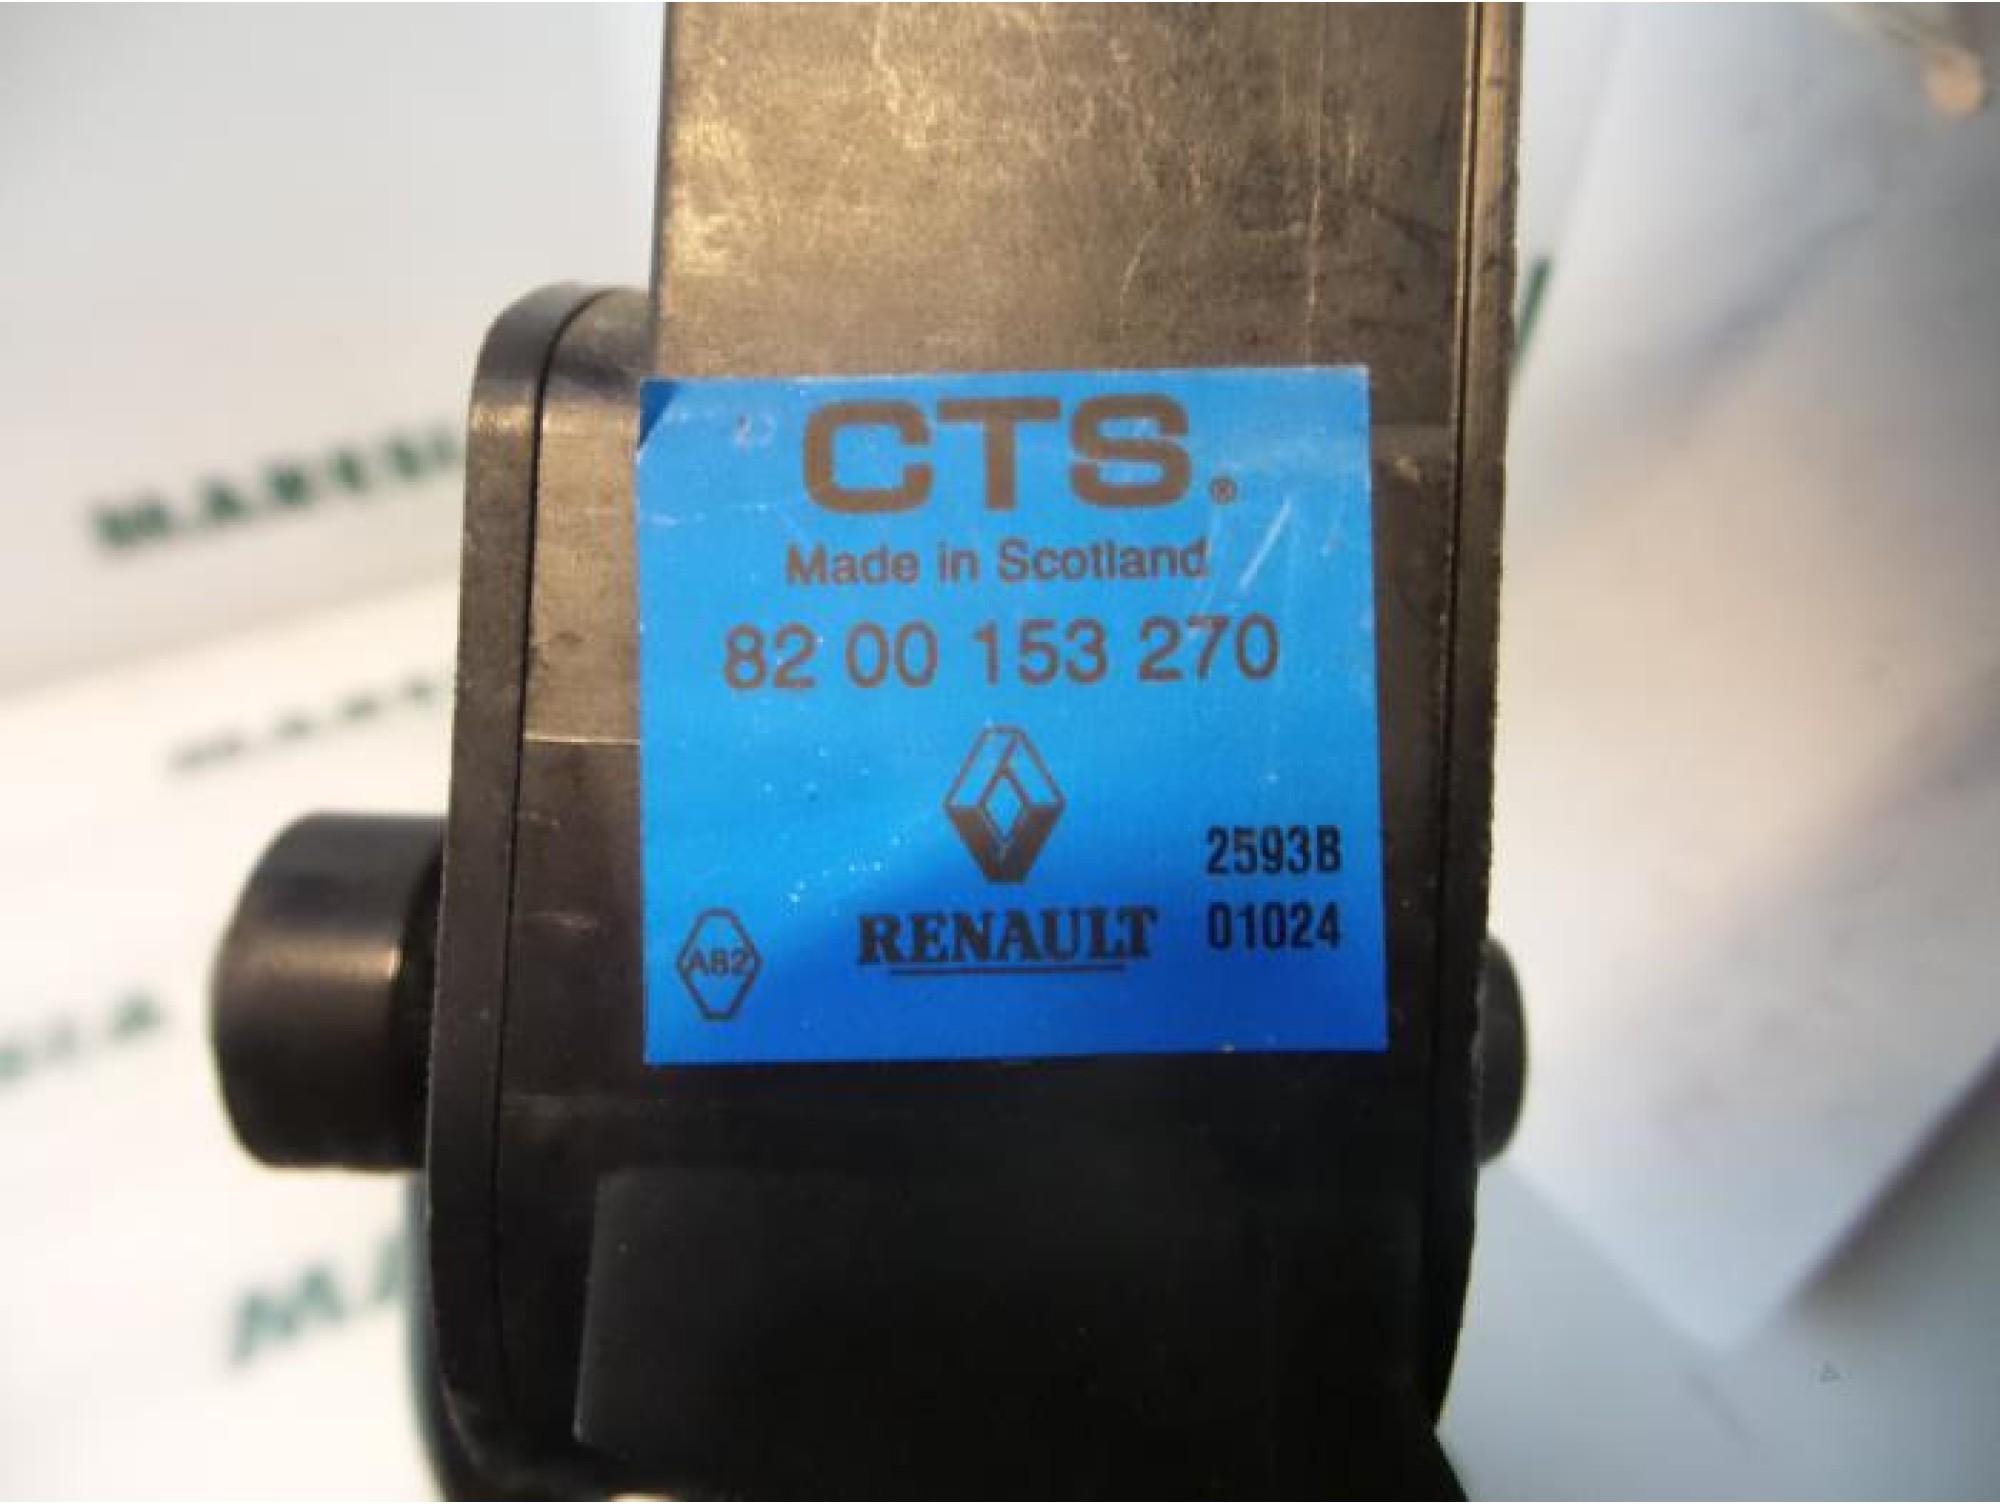 CTS®
Made in Scotland
82 00 153 270
2593B
A82
RENAULT
01024